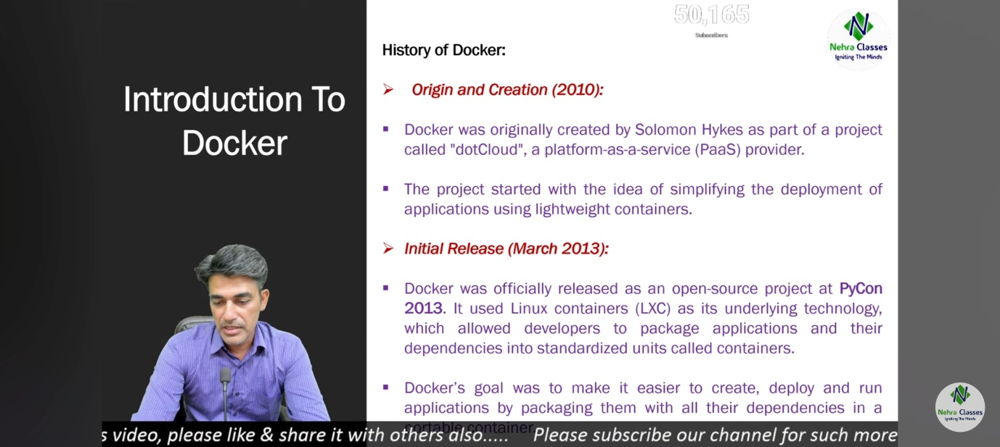 50,165
Subscribers
Nehra Classes
Igniting The Minds
Introduction To
Docker
History of Docker:
Origin and Creation (2010):
Docker was originally created by Solomon Hykes as part of a project
called "dotCloud", a platform-as-a-service (PaaS) provider.
The project started with the idea of simplifying the deployment of
applications using lightweight containers.
Initial Release (March 2013):
Docker was officially released as an open-source project at PyCon
2013. It used Linux containers (LXC) as its underlying technology,
which allowed developers to package applications and their
dependencies into standardized units called containers.
Docker’s goal was to make it easier to create, deploy and run
applications by packaging them with all their dependencies in a
portable container.
s video, please like & share it with others also..... Please subscribe our channel for such more
Nehra Classes
Igniting The Minds